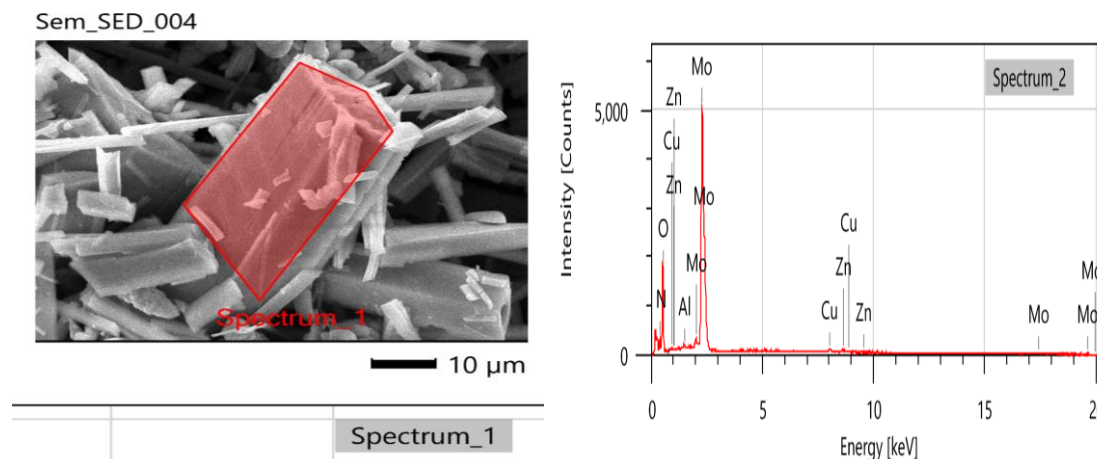 Sem_SED_004
Spectrum_1
10 µm
Spectrum_1
Intensity [Counts]
5,000
0
Mo
Zn
Cu
Zn
Mo
O
Mo
N
Al
Cu
Zn
Cu
Zn
Mo
Mo
Spectrum_2
0
5
10
15
Energy [keV]